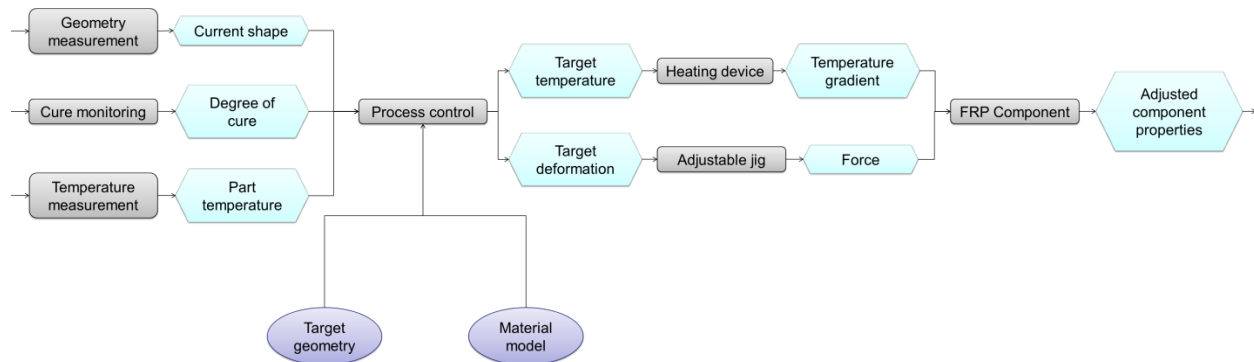 Geometry
measurement
Current shape
Cure monitoring
Degree of
cure
Temperature
measurement
Part
temperature
Process control
Target
geometry
Material
model
Target
temperature
Heating device
Temperature
gradient
Target
deformation
Adjustable jig
Force
FRP Component
Adjusted
component
properties